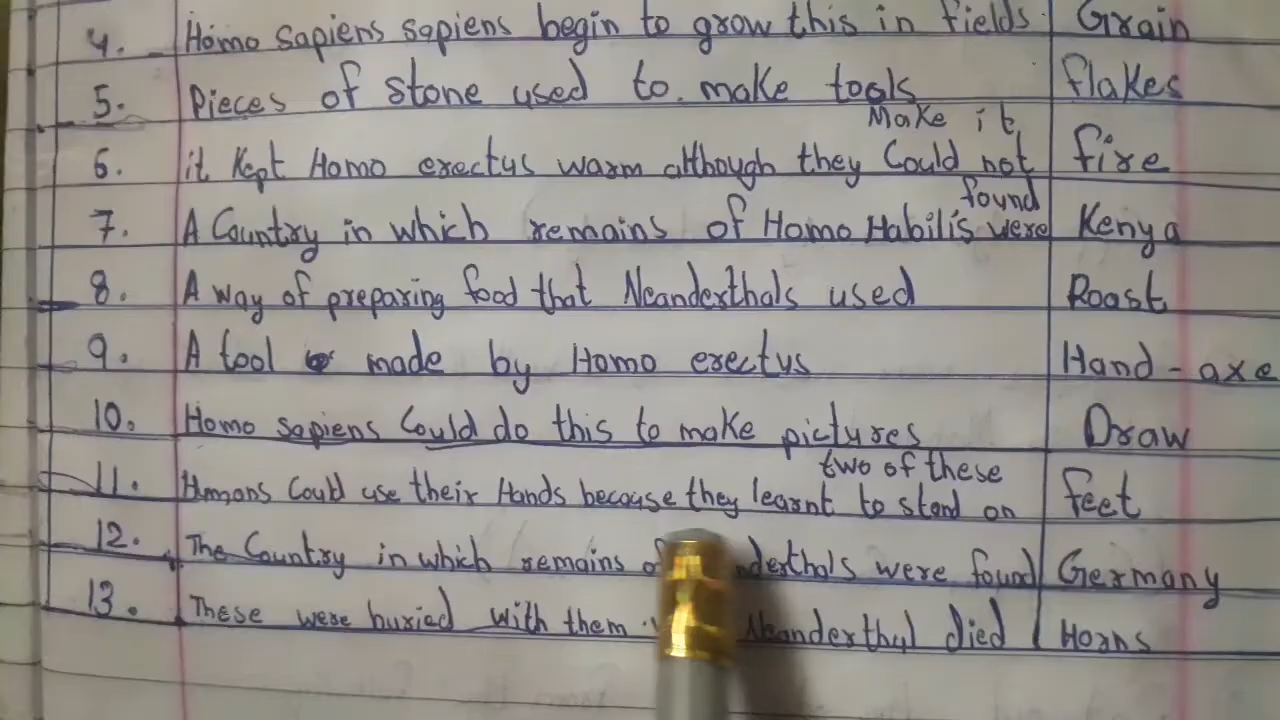 4. Homo sapiens sapiens begin to grow this in fields. Grain
5. Pieces of stone used to make tools flakes
Make it,
6. it kept Homo erectus warm although they Could not fire
found
7. A Country in which remains of Homo Habilis were Kenya
8. A way of preparing food that Neanderthals used Roast
9. A tool made by Homo erectus Hand-axe
10. Homo sapiens Could do this to make pictures Draw
two of these
11. Humans Could use their Hands because they learnt to stand on feet
12. The Country in which remains were found Germany
13. These were buried with them Neanderthal died Horns